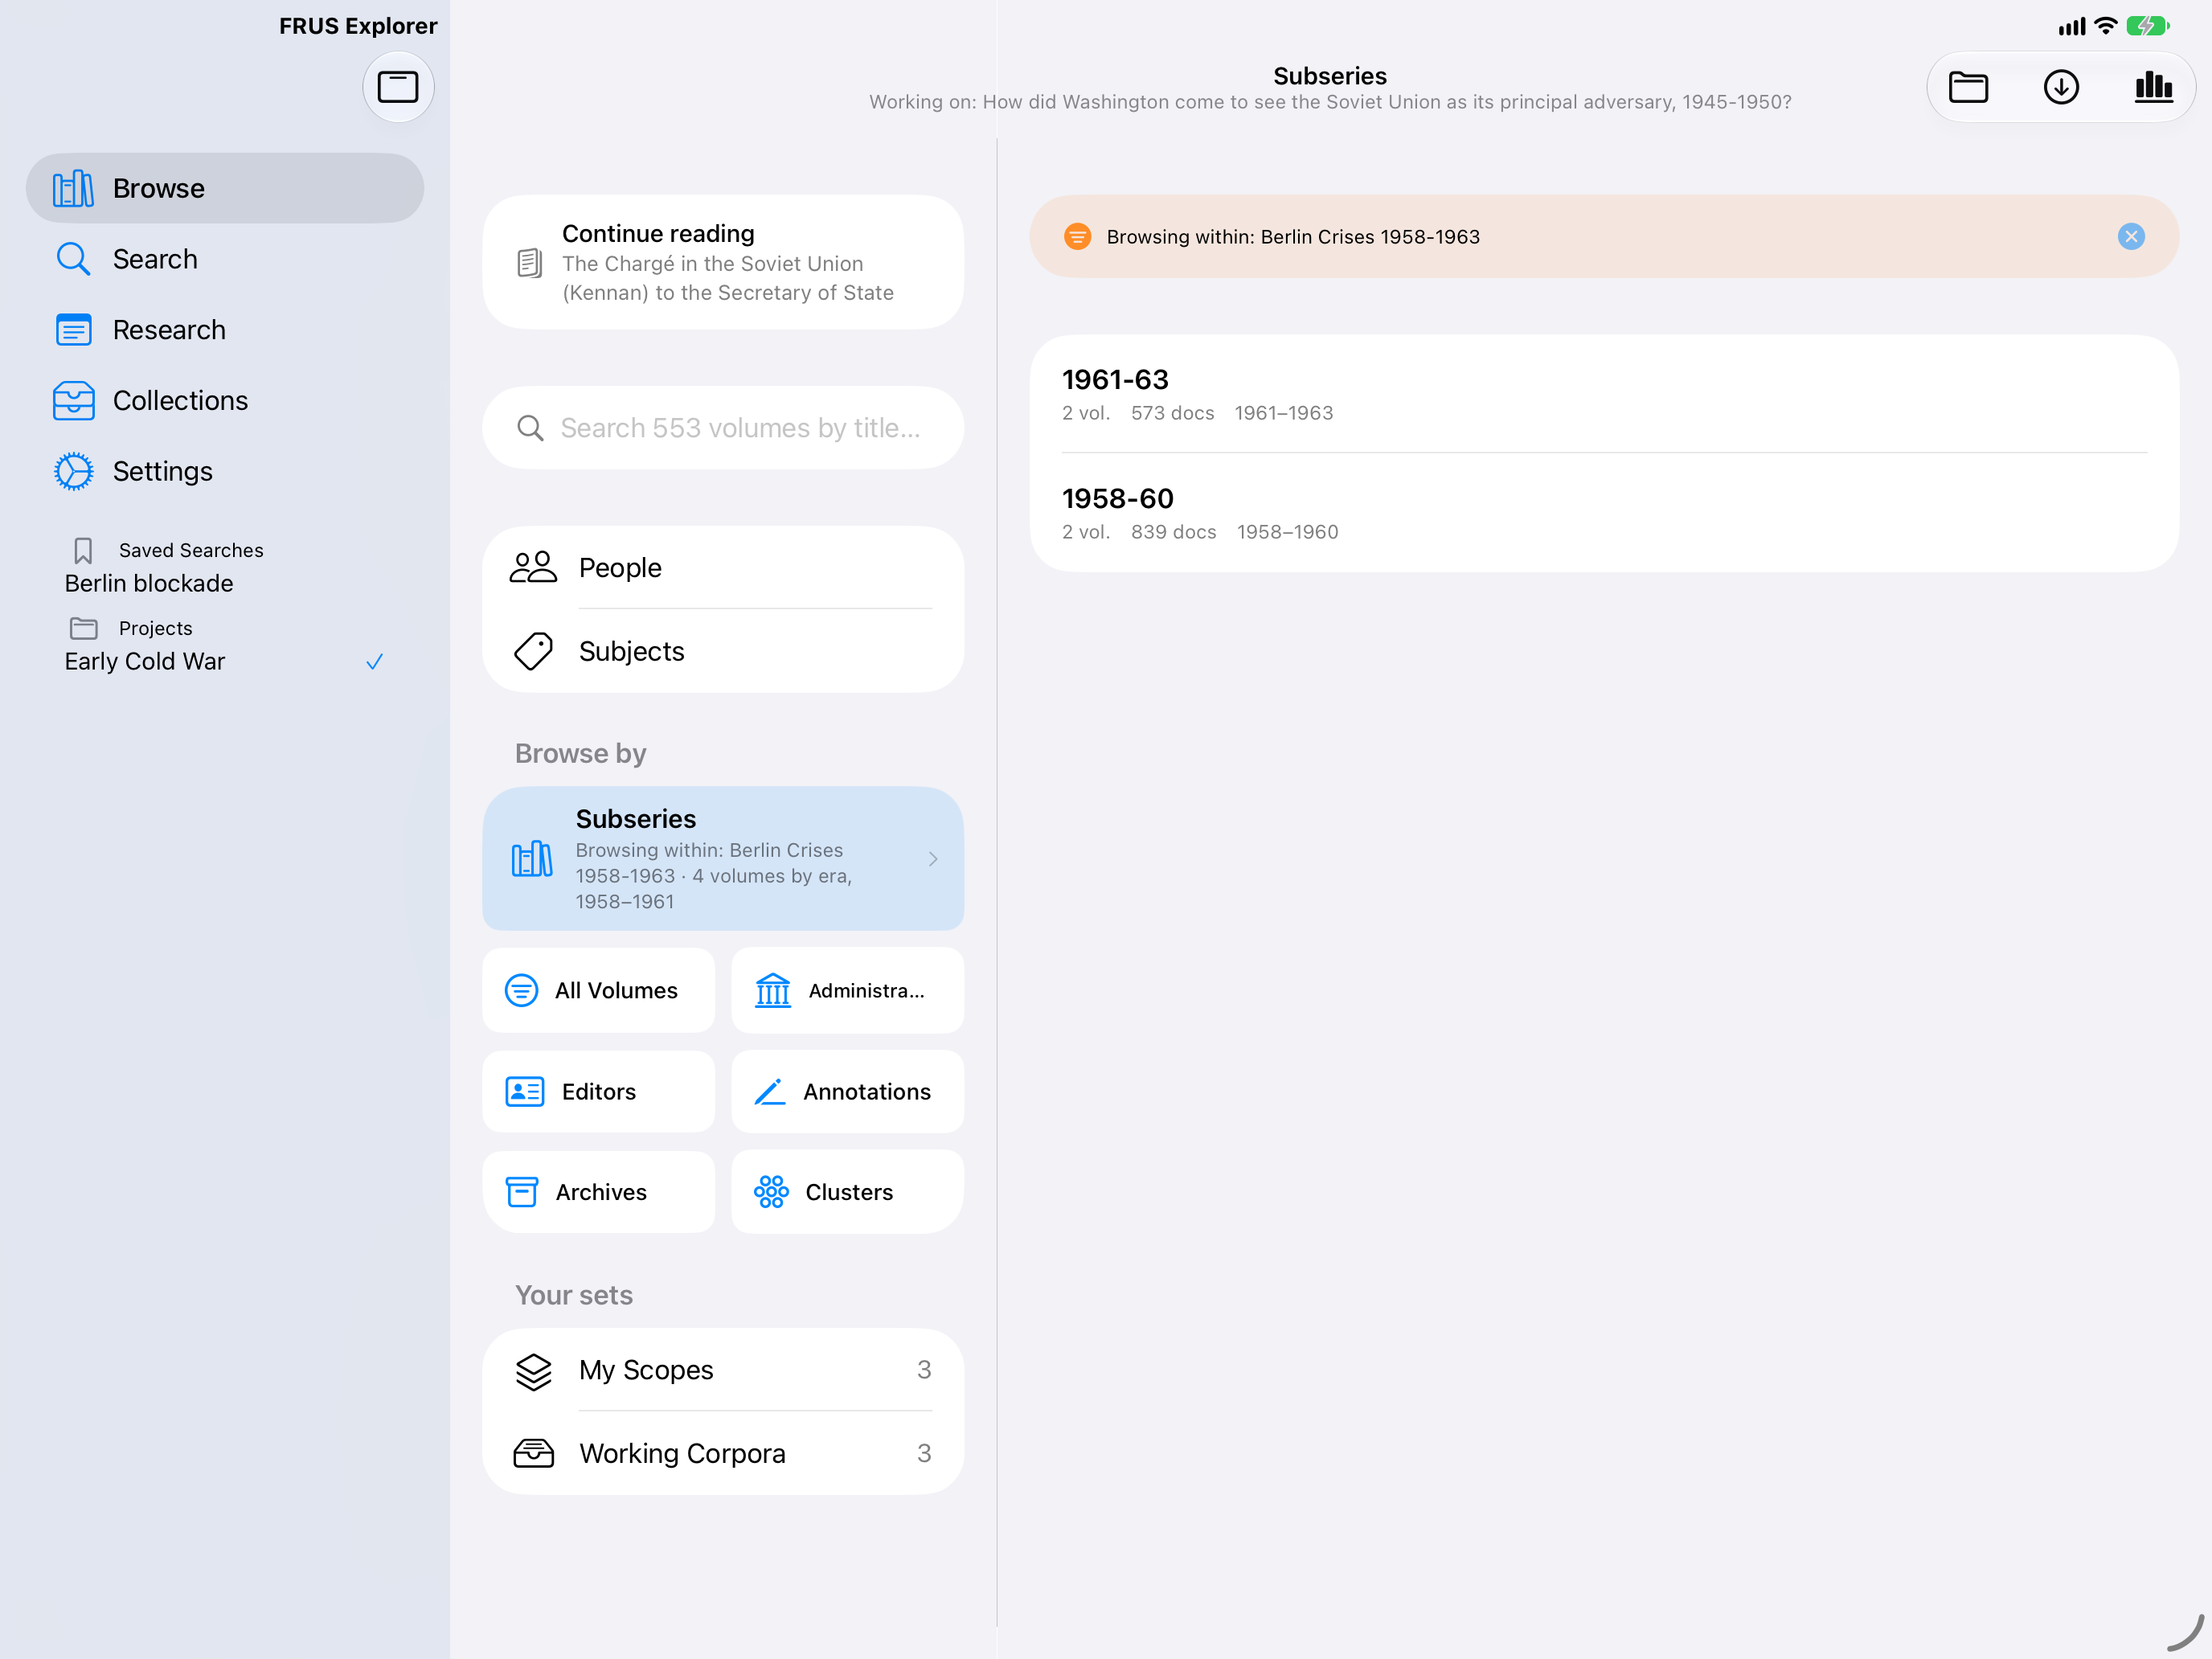 FRUS Explorer
Browse
Search
Research
Collections
Settings
Saved Searches
Berlin blockade
Projects
Early Cold War
Continue reading
The Chargé in the Soviet Union
(Kennan) to the Secretary of State
Search 553 volumes by title...
People
Subjects
Browse by
Subseries
Browsing within: Berlin Crises
1958-1963 · 4 volumes by era,
1958–1961
All Volumes
Administra...
Editors
Annotations
Archives
Clusters
Your sets
My Scopes 3
Working Corpora 3
Subseries
Working on: How did Washington come to see the Soviet Union as its principal adversary, 1945-1950?
Browsing within: Berlin Crises 1958-1963
1961-63
2 vol. 573 docs 1961–1963
1958-60
2 vol. 839 docs 1958–1960